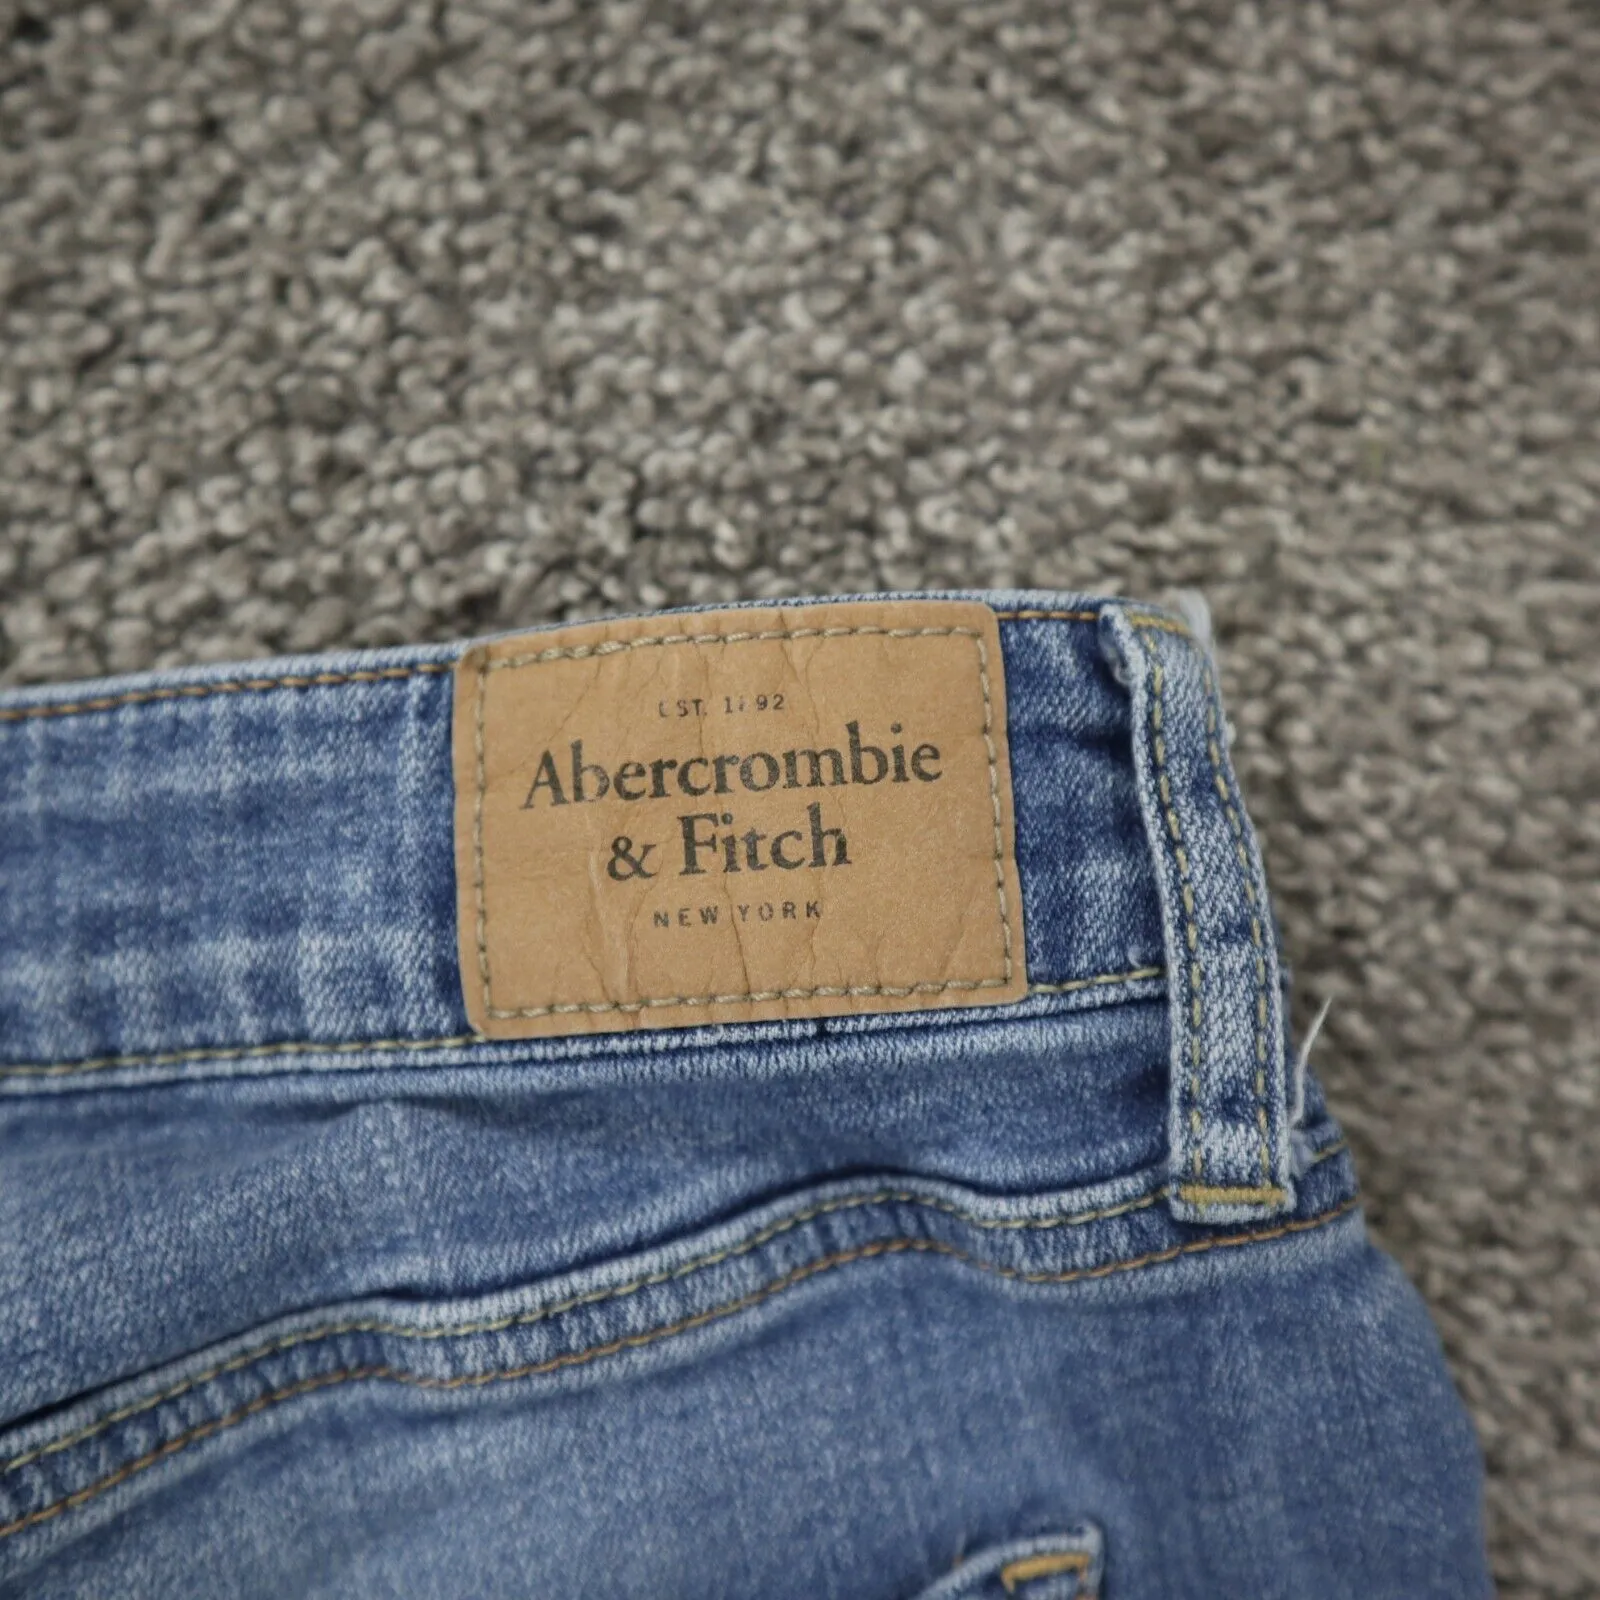 EST. 1892
Abercrombie
& Fitch
NEW YORK